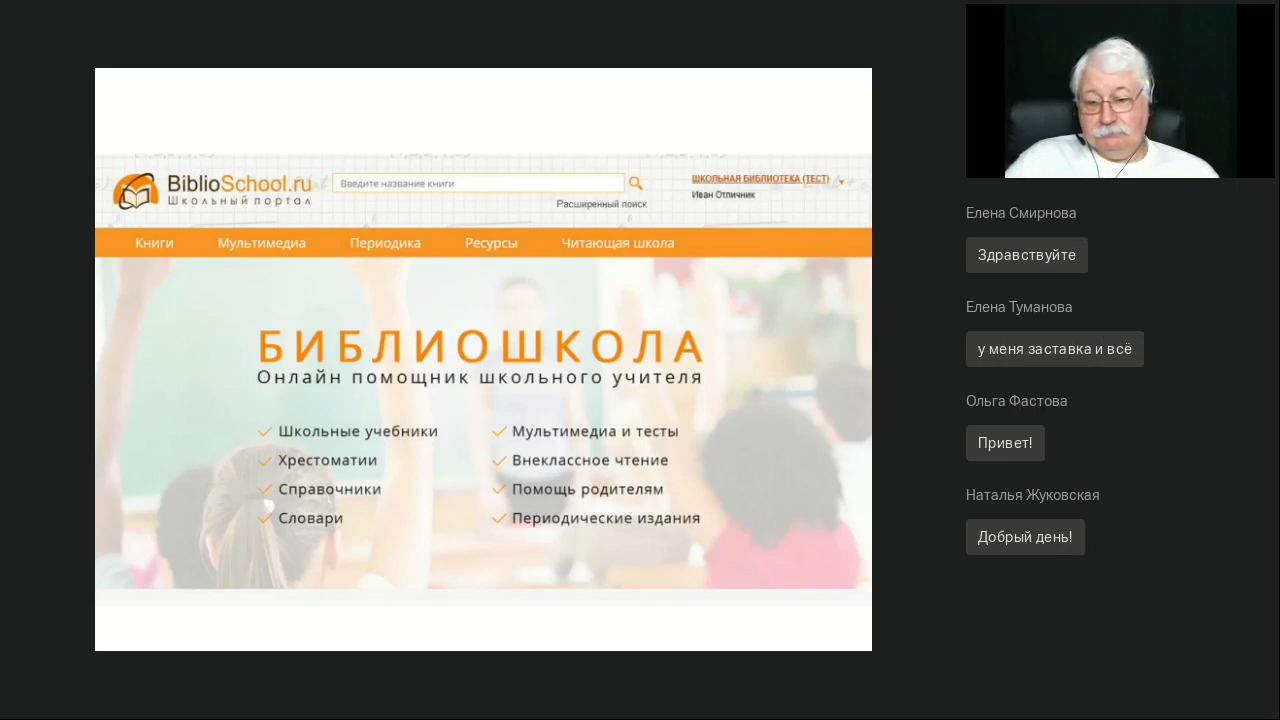 BiblioSchool.ru
Школьный портал
Введите название книги
Расширенный поиск
ШКОЛЬНАЯ БИБЛИОТЕКА (ТЕСТ)
Иван Отличник
Книги
Мультимедиа
Периодика
Ресурсы
Читающая школа
БИБЛИОШКОЛА
Онлайн помощник школьного учителя
Школьные учебники
Хрестоматии
Справочники
Словари
Мультимедиа и тесты
Внеклассное чтение
Помощь родителям
Периодические издания
Елена Смирнова
Здравствуйте
Елена Туманова
у меня заставка и всё
Ольга Фастова
Привет!
Наталья Жуковская
Добрый день!